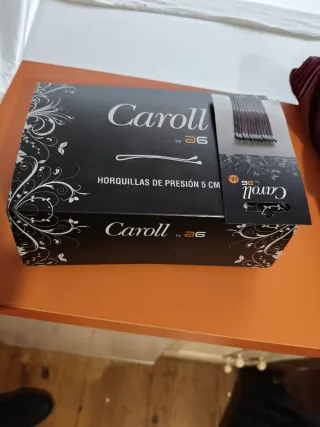 Caroll
by a6
HORQUILLAS DE PRESIÓN 5 CM
Caroll by a6
Caroll
by a6